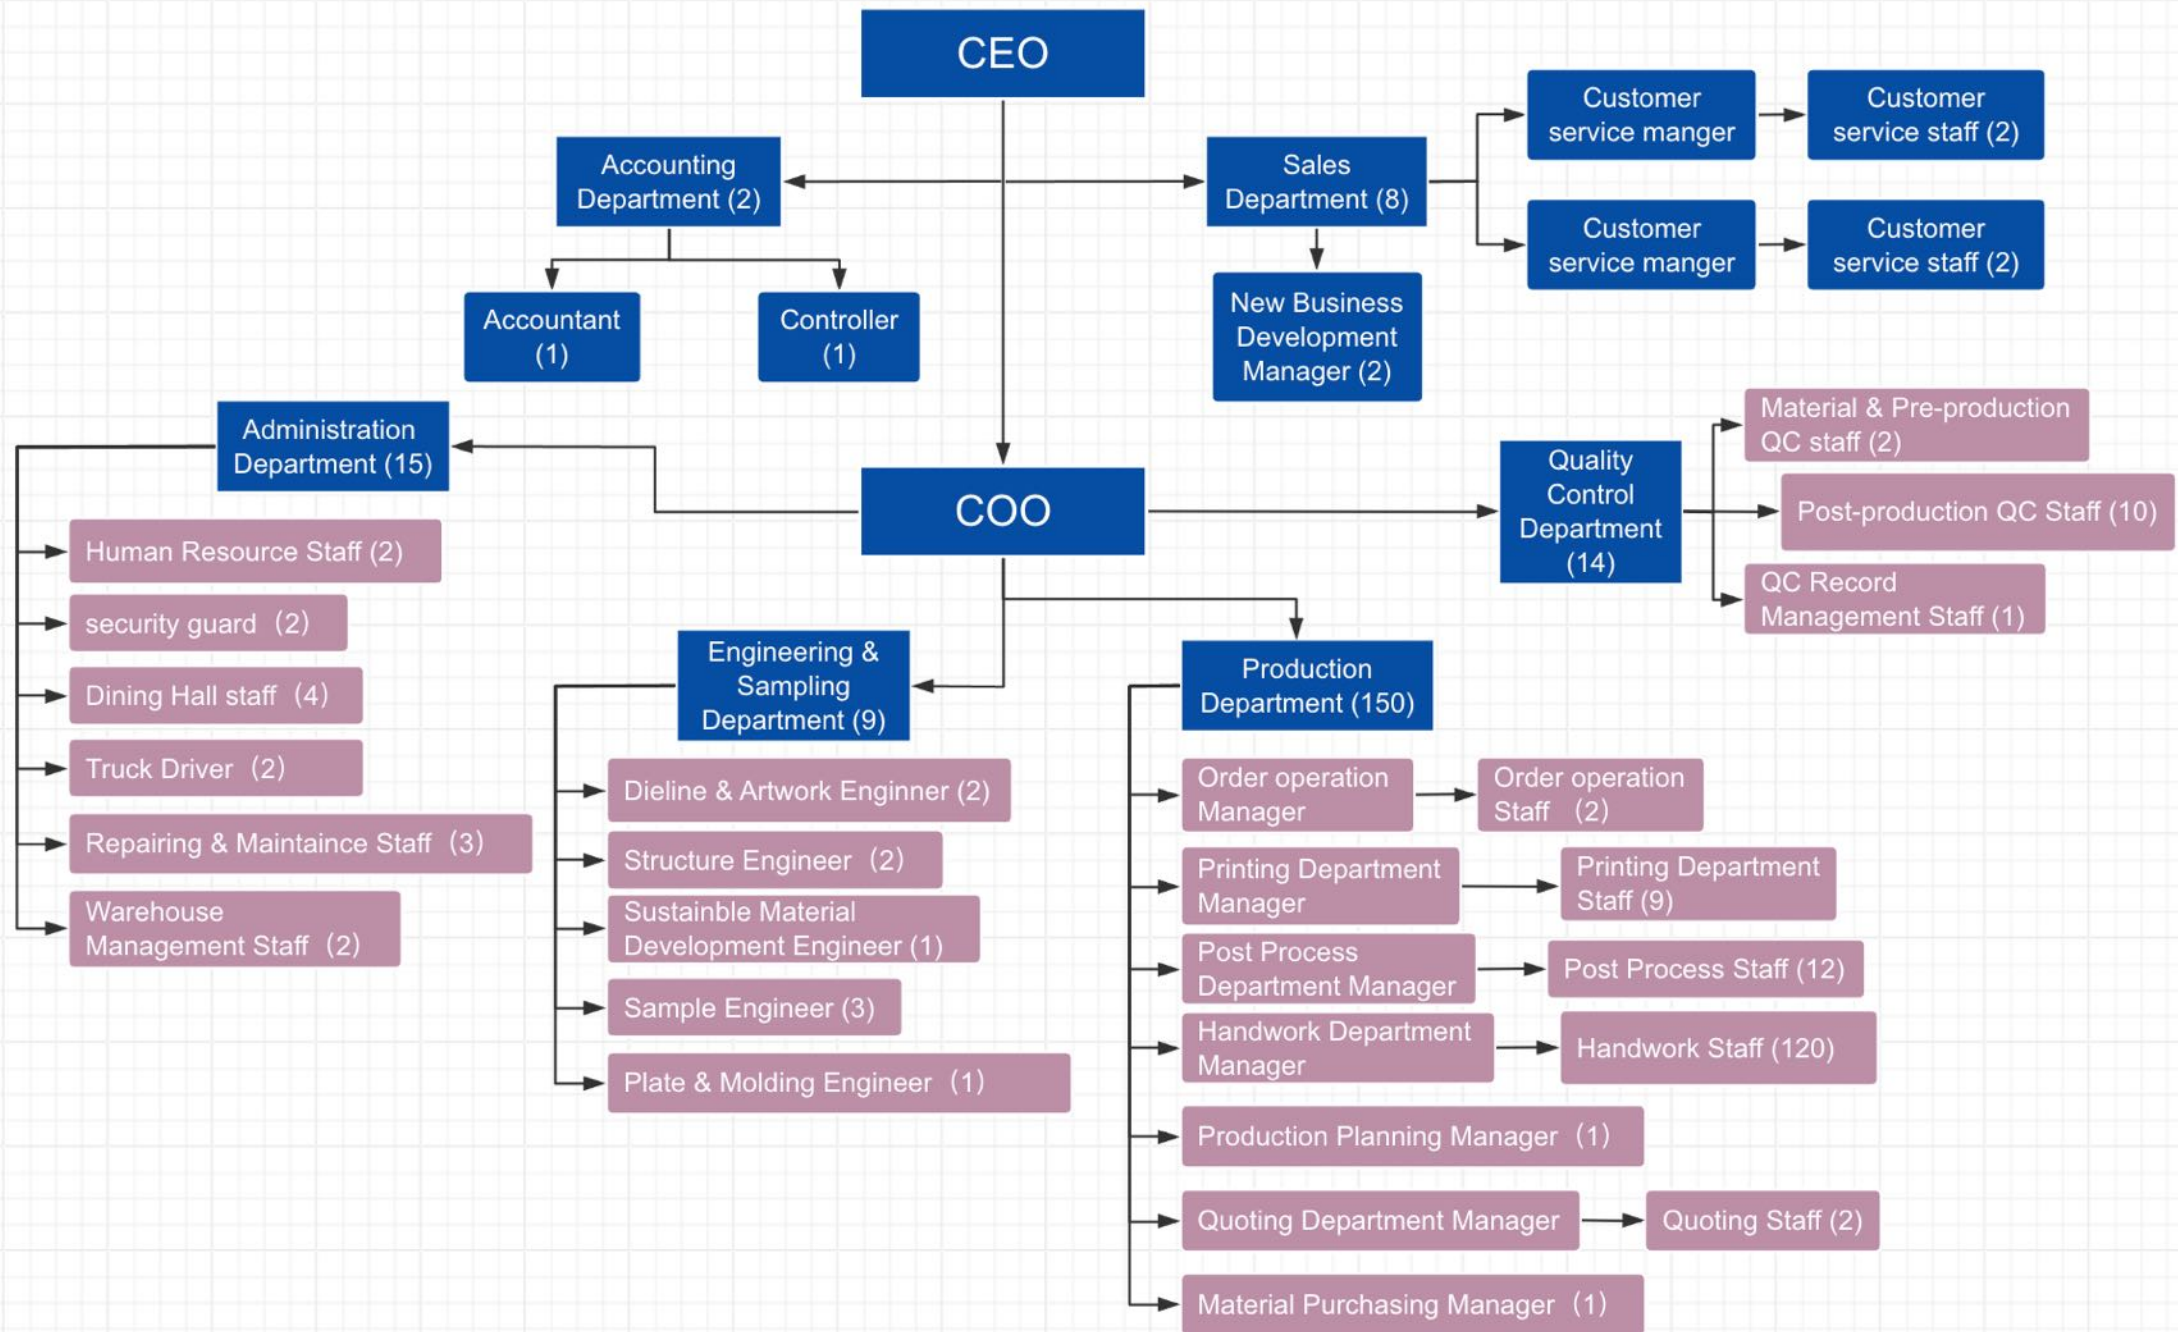 CEO
Accounting
Department (2)
Sales
Department (8)
Customer
service manger
Customer
service staff (2)
Customer
service manger
Customer
service staff (2)
Accountant
(1)
Controller
(1)
New Business
Development
Manager (2)
Administration
Department (15)
COO
Quality
Control
Department
(14)
Material & Pre-production
QC staff (2)
Post-production QC Staff (10)
QC Record
Management Staff (1)
Human Resource Staff (2)
security guard （2）
Dining Hall staff （4）
Truck Driver （2）
Repairing & Maintaince Staff （3）
Warehouse
Management Staff （2）
Engineering &
Sampling
Department (9)
Dieline & Artwork Enginner (2)
Structure Engineer （2）
Sustainble Material
Development Engineer (1)
Sample Engineer (3)
Plate & Molding Engineer （1）
Production
Department (150)
Order operation
Manager
Order operation
Staff （2）
Printing Department
Manager
Printing Department
Staff (9)
Post Process
Department Manager
Post Process Staff (12)
Handwork Department
Manager
Handwork Staff (120)
Production Planning Manager （1）
Quoting Department Manager
Quoting Staff (2)
Material Purchasing Manager （1）